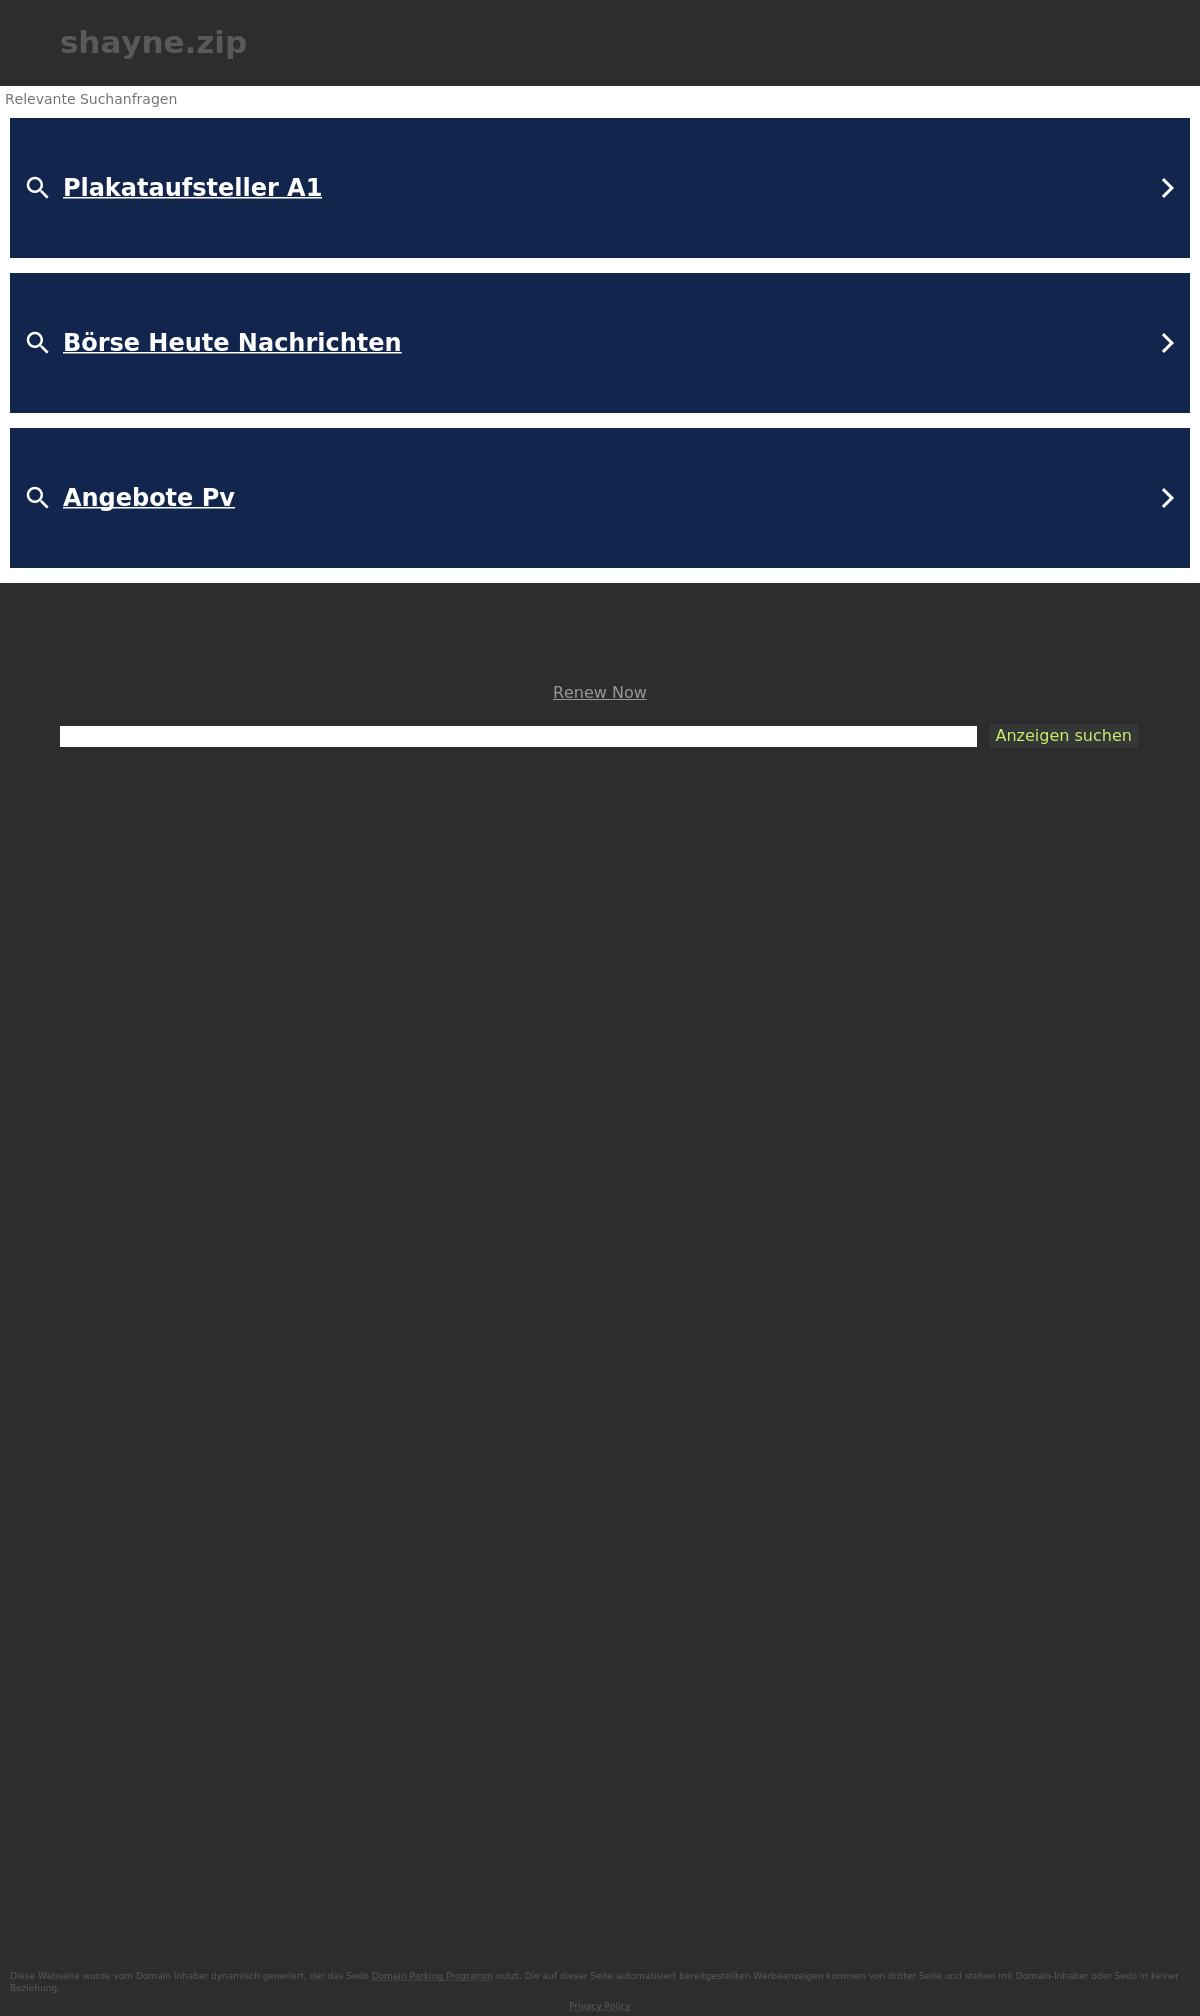 shayne.zip
Relevante Suchanfragen
Plakataufsteller A1
Börse Heute Nachrichten
Angebote Pv
Renew Now
Anzeigen suchen
Diese Webseite wurde vom Domain Inhaber dynamisch generiert, der das Sedo Domain Parking Programm nutzt. Die auf dieser Seite automatisiert bereitgestellten Werbeanzeigen kommen von dritter Seite und stehen mit Domain-Inhaber oder Sedo in keiner
Beziehung.
Privacy Policy